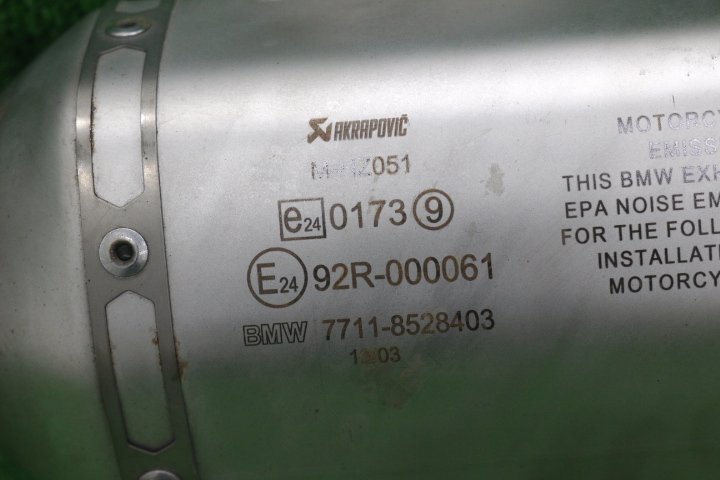 AKRAPOVIČ
e24 0173 9
E24 92R-000061
BMW 7711-8528403
THIS BMW EXH
EPA NOISE EM
FOR THE FOLL
INSTALLAT
MOTORCY
MOTORC
EMISS